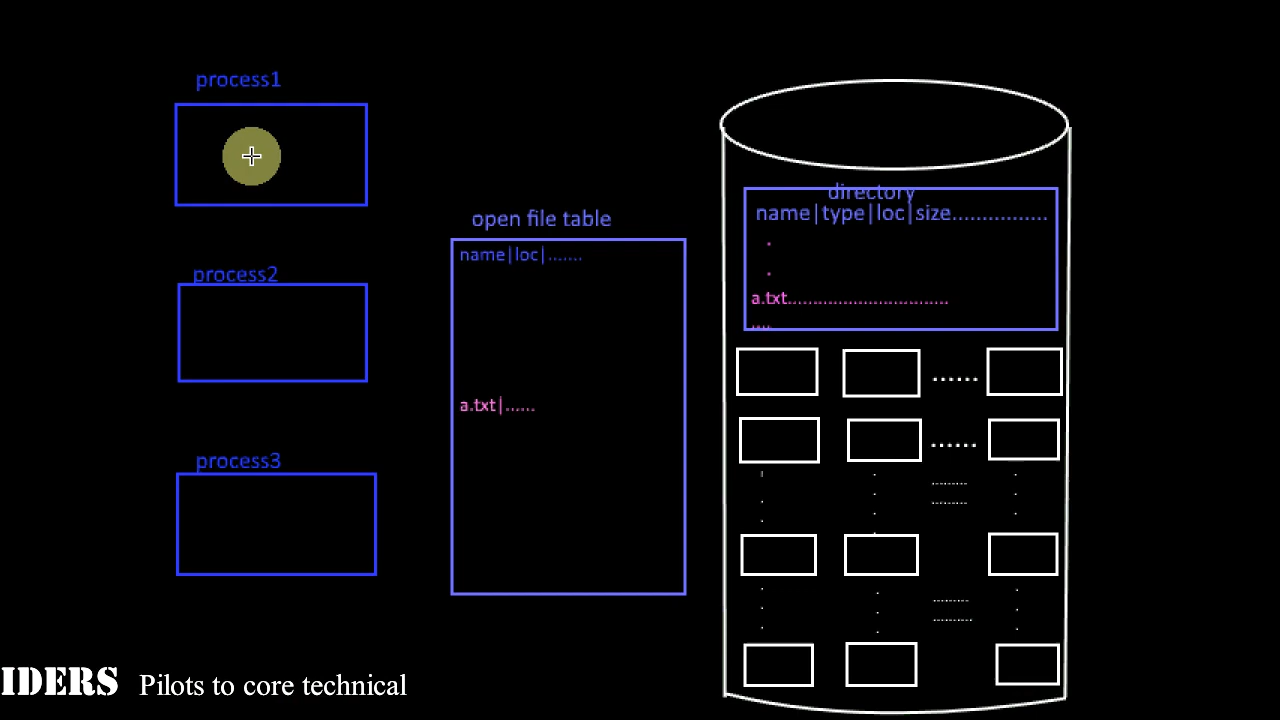 process1
process2
process3
open file table
name|loc|.......
a.txt|......
directory
name|type|loc|size................
a.txt................................
....
IDERS Pilots to core technical